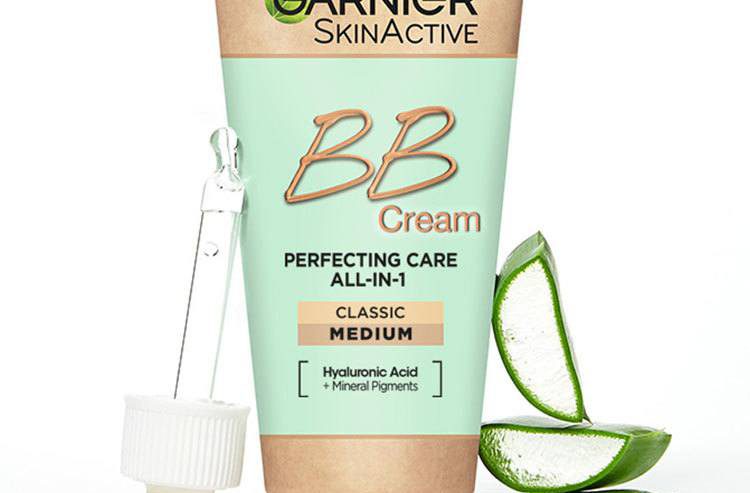 GARNIER
SKINACTIVE
BB
Cream
PERFECTING CARE
ALL-IN-1
CLASSIC
MEDIUM
Hyaluronic Acid
+ Mineral Pigments